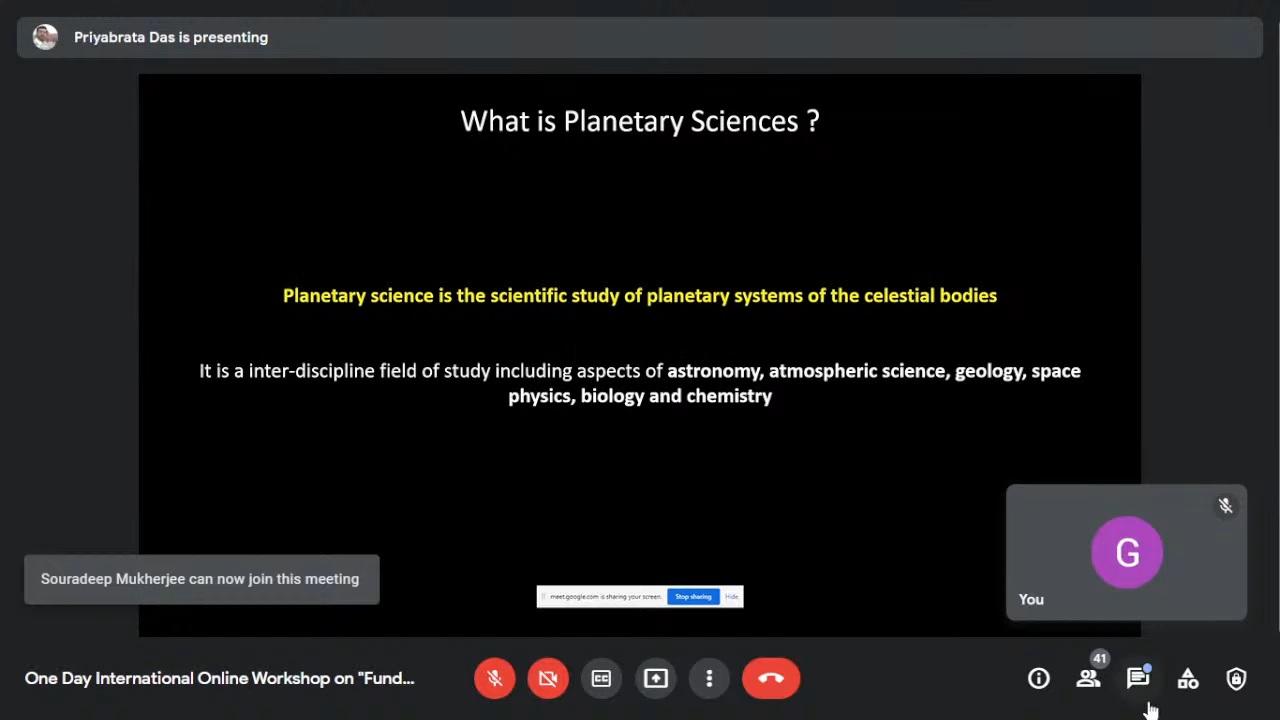 Priyabrata Das is presenting
What is Planetary Sciences ?
Planetary science is the scientific study of planetary systems of the celestial bodies
It is a inter-discipline field of study including aspects of astronomy, atmospheric science, geology, space
physics, biology and chemistry
G
You
Souradeep Mukherjee can now join this meeting
meet.google.com is sharing your screen. Stop sharing Hide
One Day International Online Workshop on "Fund...
CC
41